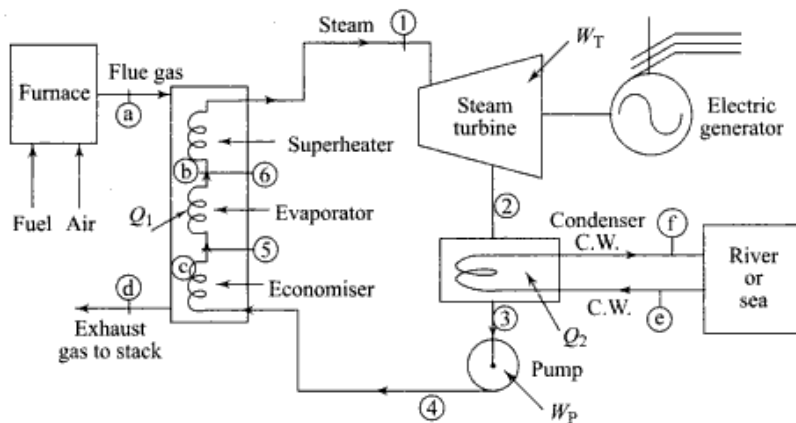 Steam
1
W_T
Flue gas
Furnace
a
Steam
turbine
Electric
generator
Superheater
b
6
Fuel
Air
Q_1
Evaporator
2
Condenser
C.W.
f
5
c
River
or
sea
d
Economiser
C.W.
e
Exhaust
gas to stack
3
Q_2
Pump
4
W_P